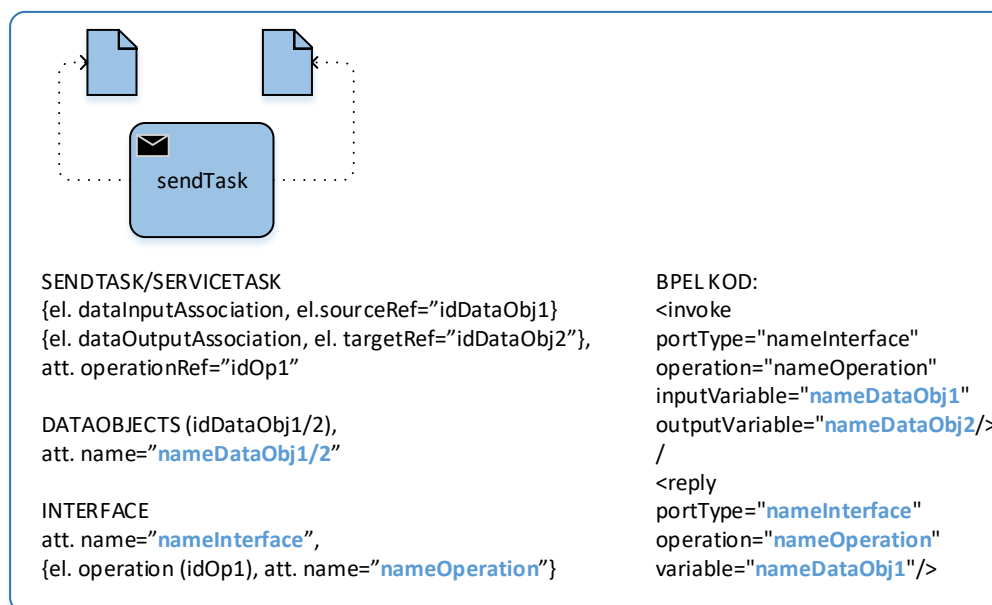 sendTask
SENDTASK/SERVICETASK
{el. dataInputAssociation, el.sourceRef=”idDataObj1}
{el. dataOutputAssociation, el. targetRef=”idDataObj2”},
att. operationRef=”idOp1”
DATAOBJECTS (idDataObj1/2),
att. name=”nameDataObj1/2”
INTERFACE
att. name=”nameInterface”,
{el. operation (idOp1), att. name=”nameOperation”}
BPEL KOD:
<invoke
portType="nameInterface"
operation="nameOperation"
inputVariable="nameDataObj1"
outputVariable="nameDataObj2/>
/
<reply
portType="nameInterface"
operation="nameOperation"
variable="nameDataObj1"/>